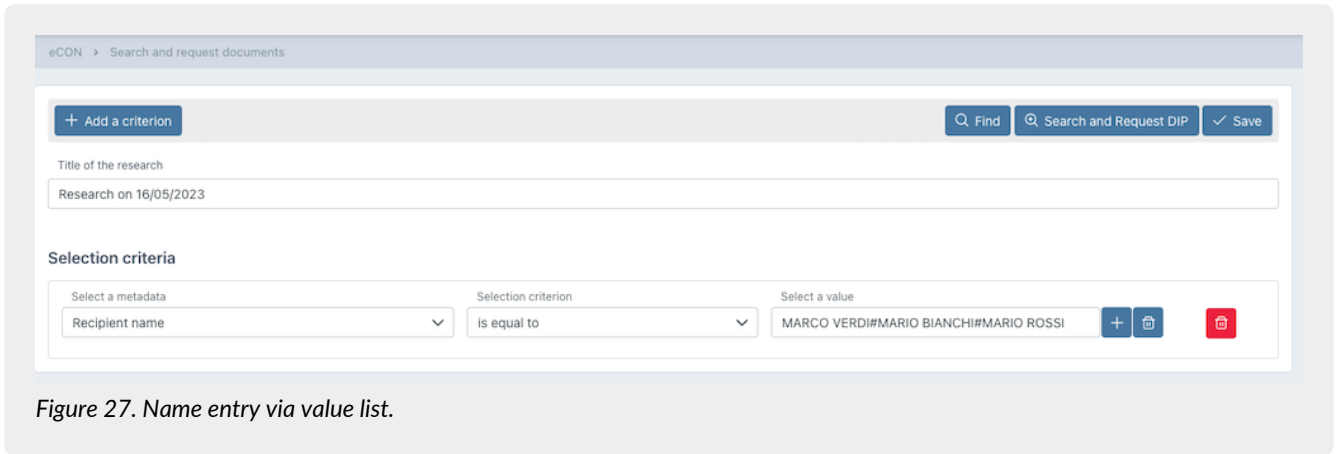 eCON > Search and request documents
+ Add a criterion Find Search and Request DIP Save
Title of the research
Research on 16/05/2023
Selection criteria
Select a metadata Selection criterion Select a value
Recipient name is equal to MARCO VERDI#MARIO BIANCHI#MARIO ROSSI
Figure 27. Name entry via value list.